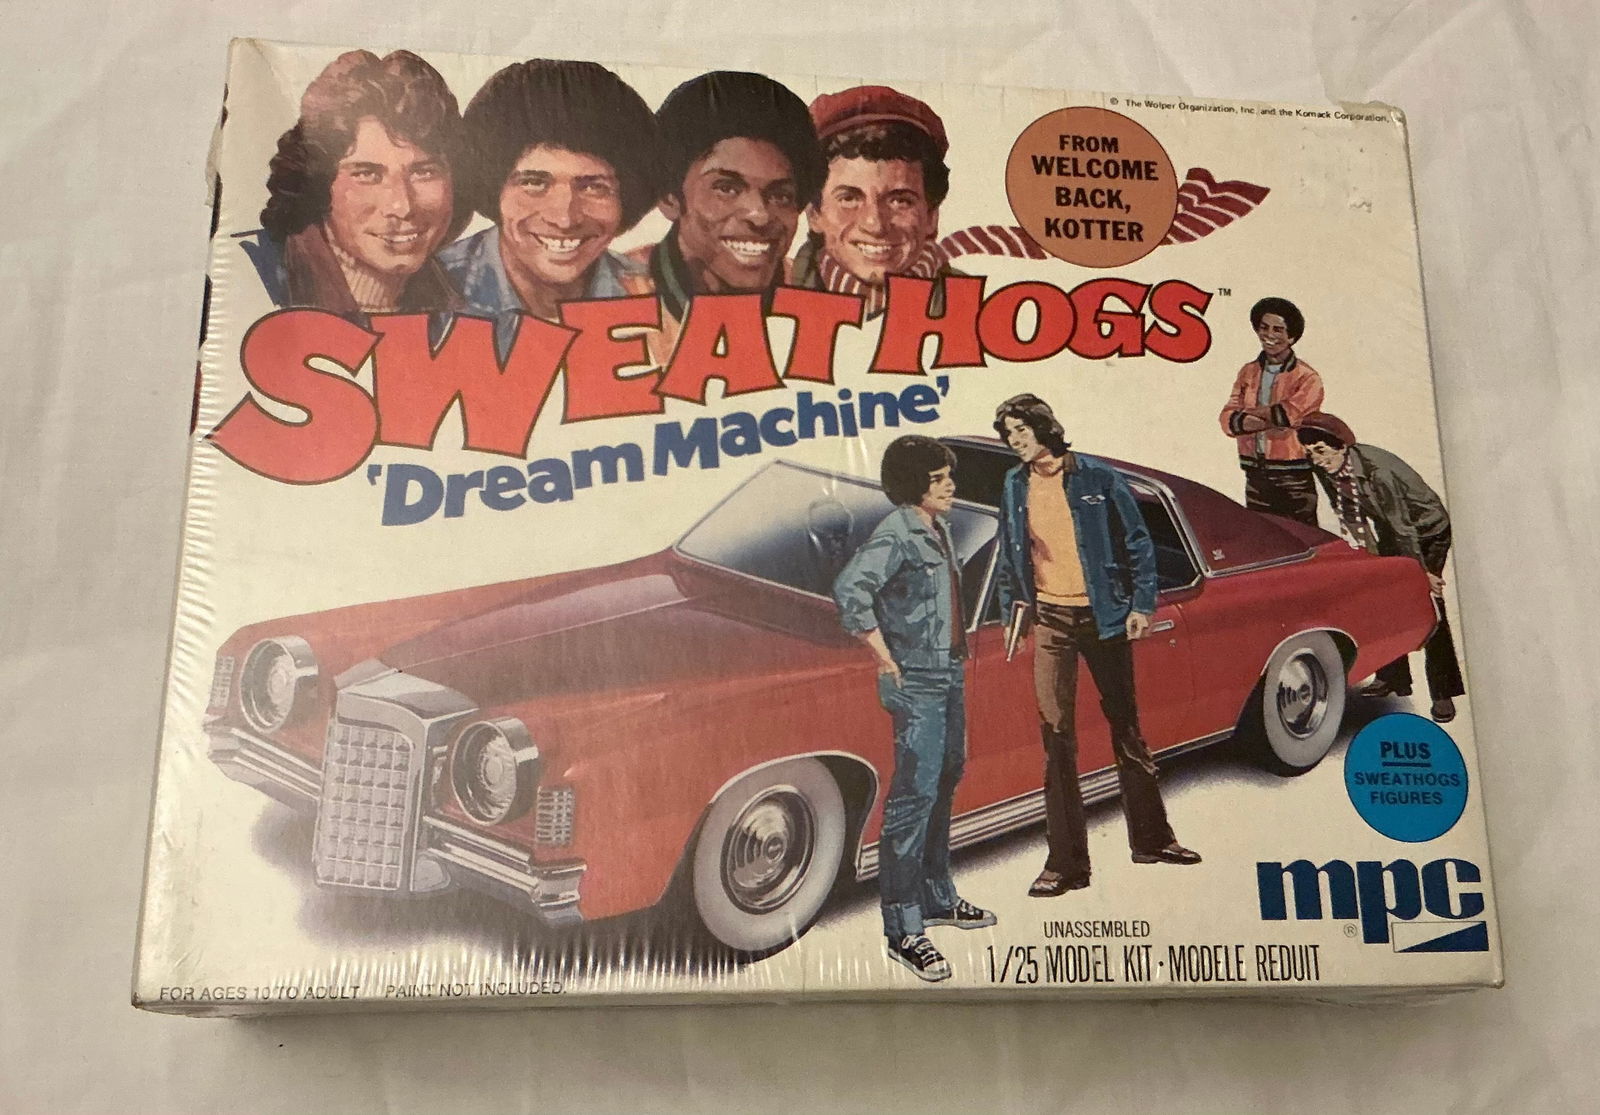 © The Wolper Organization, Inc. and the Komack Corporation,
FROM
WELCOME
BACK,
KOTTER
SWEATHOGS™
'Dream Machine'
PLUS
SWEATHOGS
FIGURES
mpc®
UNASSEMBLED
1/25 MODEL KIT · MODELE REDUIT
FOR AGES 10 TO ADULT PAINT NOT INCLUDED.